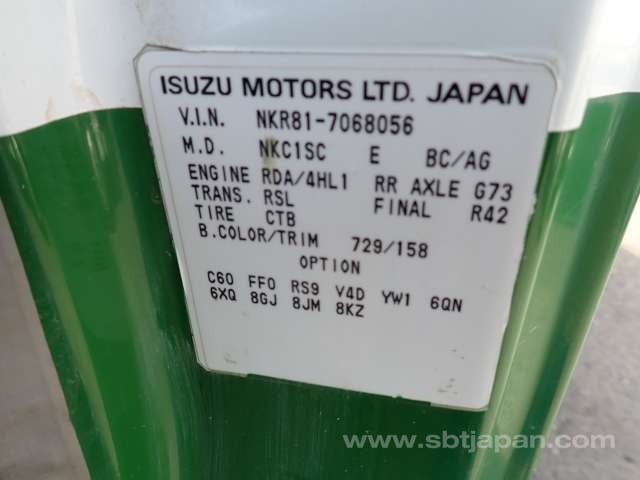 ISUZU MOTORS LTD. JAPAN
V.I.N. NKR81-7068056
M.D. NKC1SC E BC/AG
ENGINE RDA/4HL1 RR AXLE G73
TRANS. RSL FINAL R42
TIRE CTB
B.COLOR/TRIM 729/158
OPTION
C60 FF0 RS9 V4D YW1 6QN
6XQ 8GJ 8JM 8KZ
www.sbtjapan.com